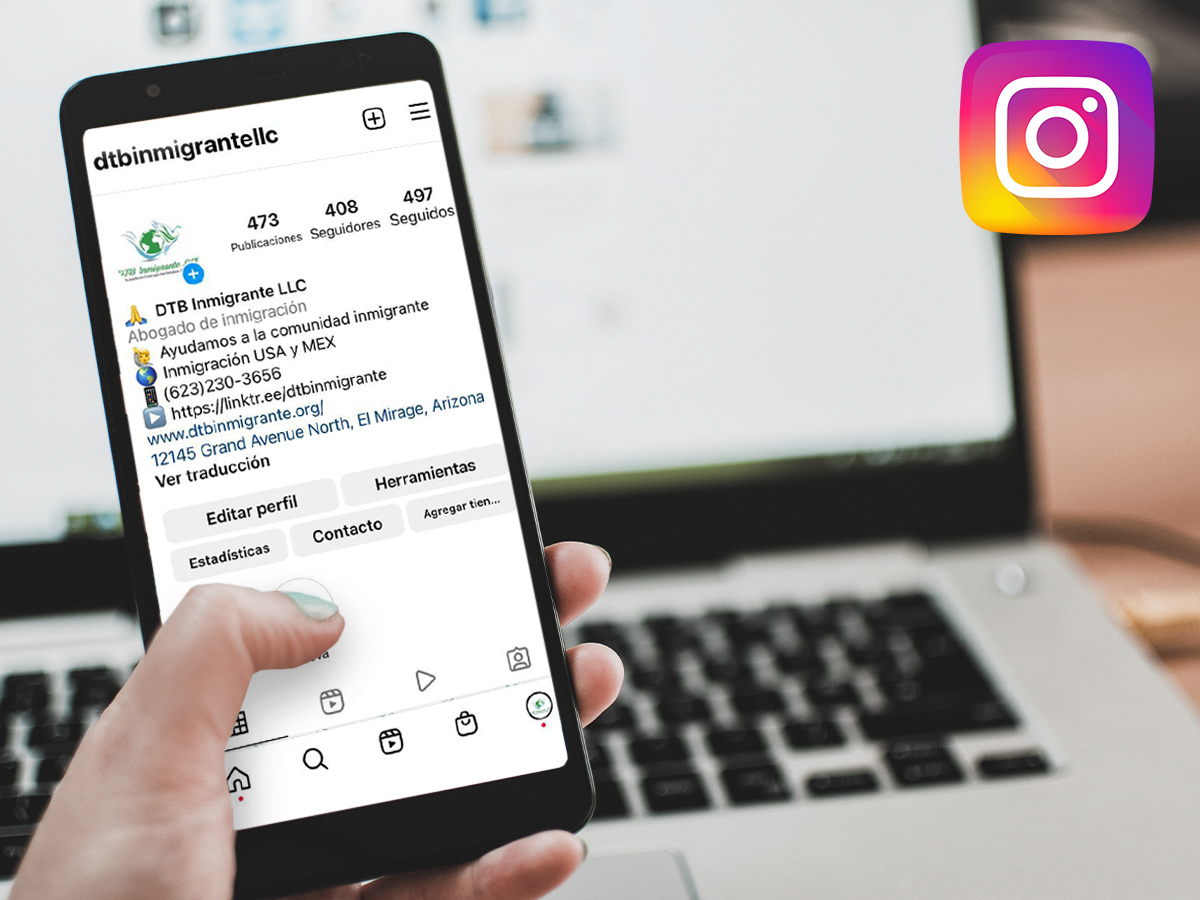 dtbinmigrantellc
473 408 497
Publicaciones Seguidores Seguidos
DTB Inmigrante
DTB Inmigrante LLC
Abogado de inmigración
Ayudamos a la comunidad inmigrante
Inmigración USA y MEX
(623)230-3656
https://linktr.ee/dtbinmigrante
www.dtbinmigrante.org/
12145 Grand Avenue North, El Mirage, Arizona
Ver traducción
Editar perfil Herramientas
Estadísticas Contacto Agregar tien...